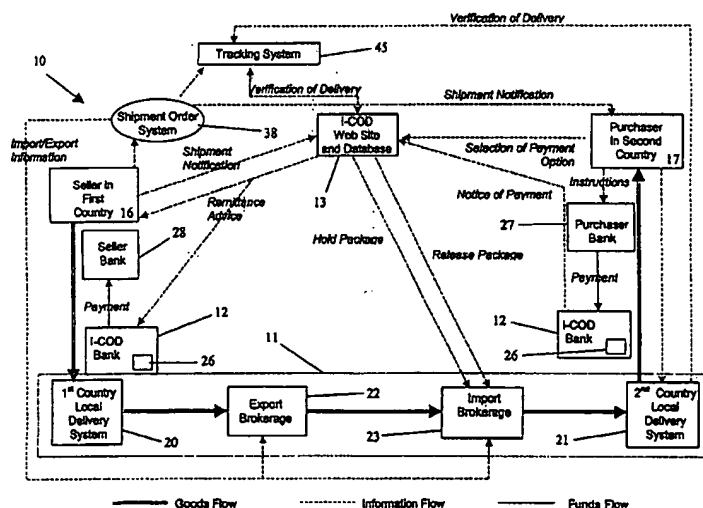 Verification of Delivery
45
Tracking System
10
Verification of Delivery
Shipment Notification
Shipment Order
System
38
I-COD
Web Site
and Database
13
Purchaser
In Second
Country
17
Import/Export
Information
Shipment
Notification
Selection of Payment
Option
Seller In
First
Country
16
Remittance
Advice
Notice of Payment
Instructions
27
Purchaser
Bank
28
Seller
Bank
Hold Package
Release Package
Payment
Payment
12
I-COD
Bank
26
12
I-COD
Bank
26
11
1st Country
Local
Delivery
System
20
22
Export
Brokerage
Import
Brokerage
23
2nd Country
Local
Delivery
System
21
Goods Flow
Information Flow
Funds Flow